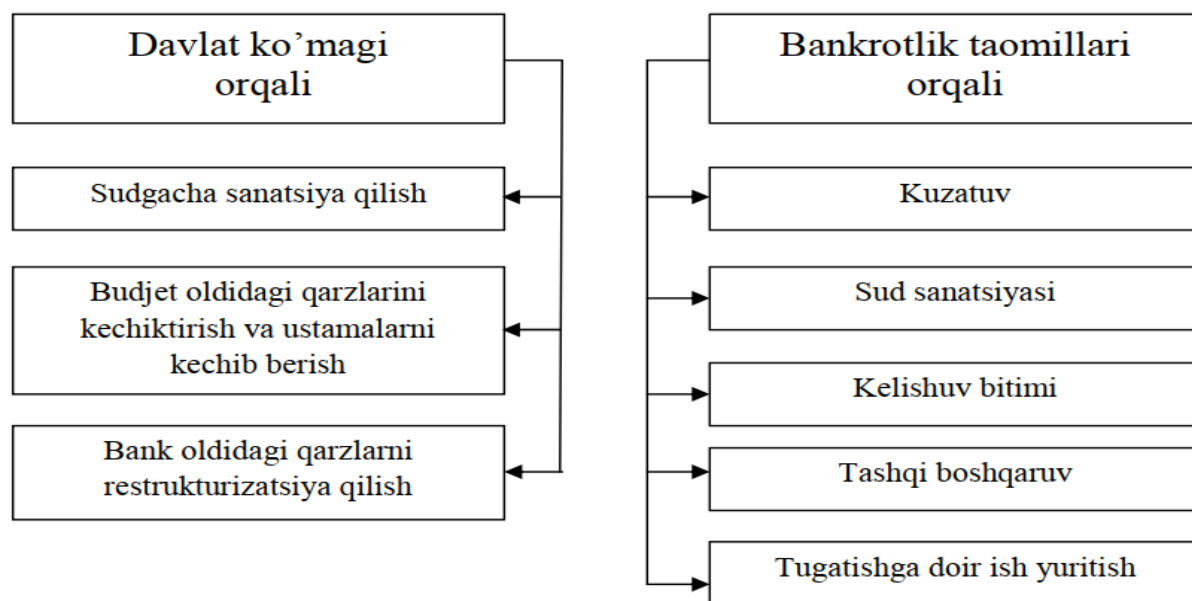 Davlat ko’magi
orqali
Sudgacha sanatsiya qilish
Budjet oldidagi qarzlarini
kechiktirish va ustamalarni
kechib berish
Bank oldidagi qarzlarni
restrukturizatsiya qilish
Bankrotlik taomillari
orqali
Kuzatuv
Sud sanatsiyasi
Kelishuv bitimi
Tashqi boshqaruv
Tugatishga doir ish yuritish